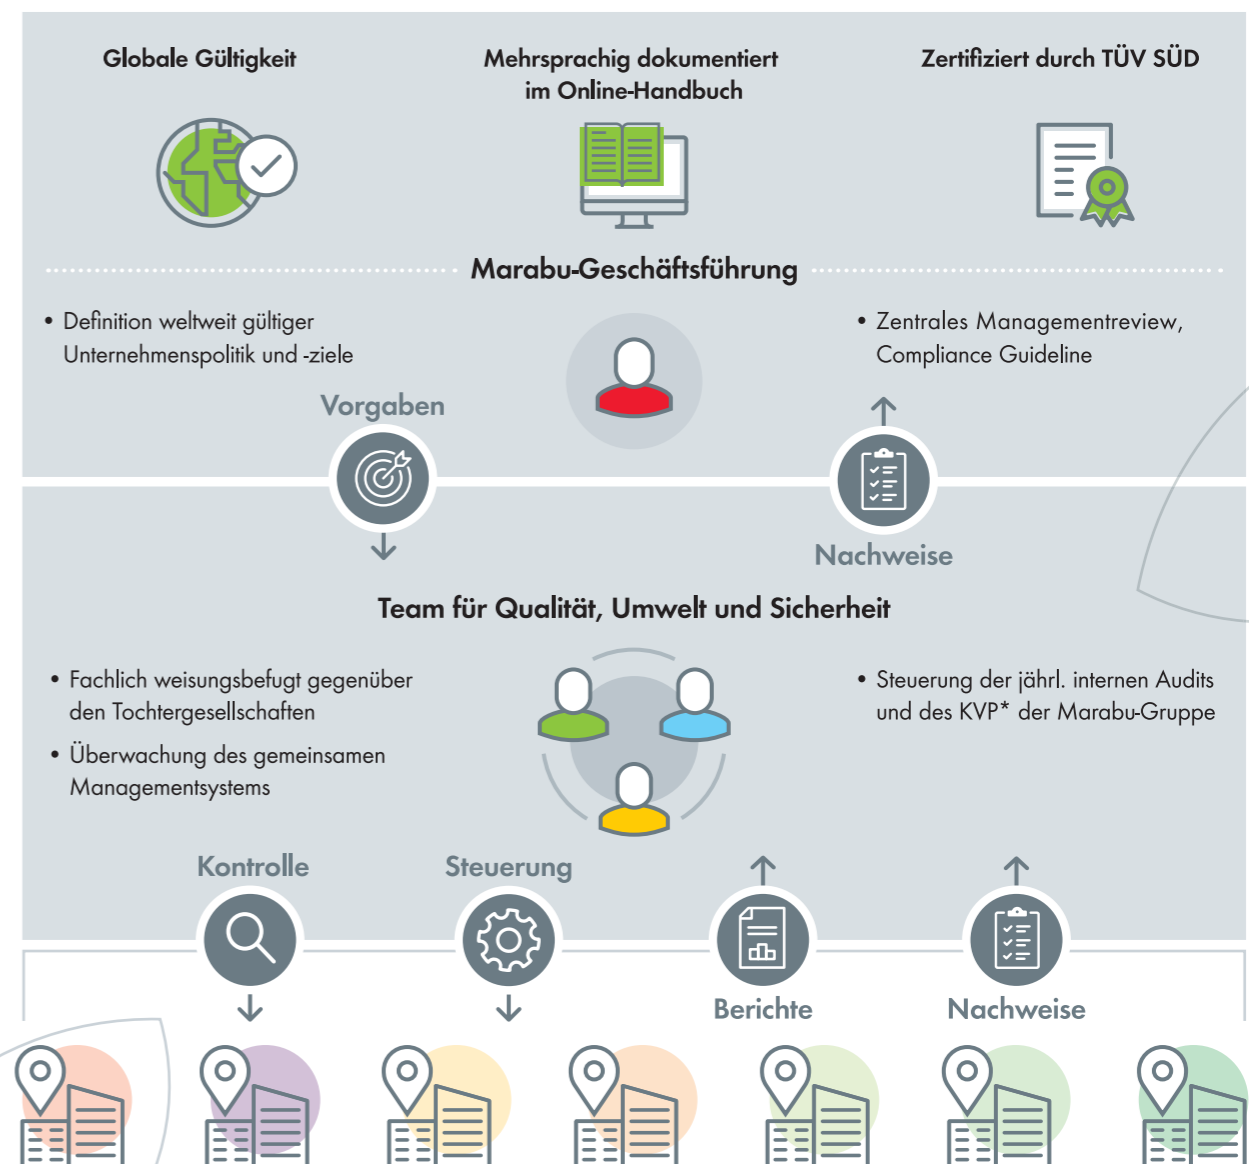 Globale Gültigkeit
Mehrsprachig dokumentiert
im Online-Handbuch
Zertifiziert durch TÜV SÜD
Marabu-Geschäftsführung
• Definition weltweit gültiger
Unternehmenspolitik und -ziele
• Zentrales Managementreview,
Compliance Guideline
Vorgaben
Nachweise
Team für Qualität, Umwelt und Sicherheit
• Fachlich weisungsbefugt gegenüber
den Tochtergesellschaften
• Überwachung des gemeinsamen
Managementsystems
• Steuerung der jährl. internen Audits
und des KVP* der Marabu-Gruppe
Kontrolle
Steuerung
Berichte
Nachweise